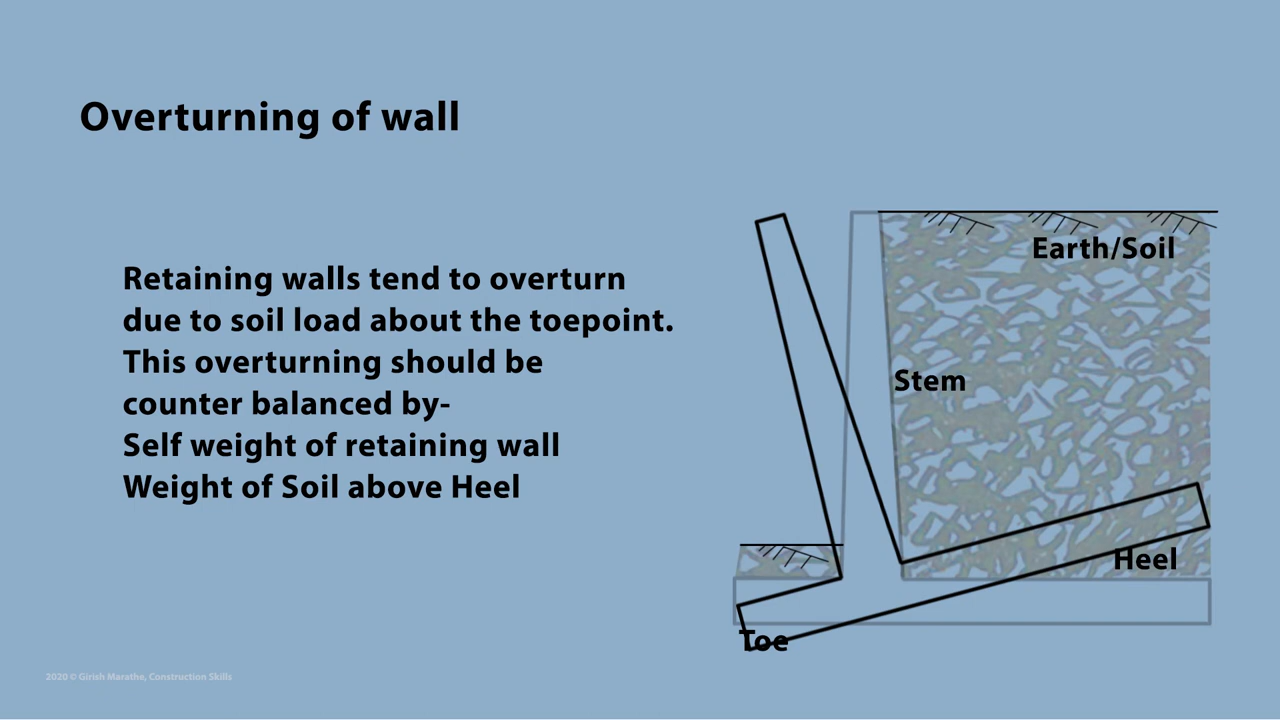 Overturning of wall
Retaining walls tend to overturn
due to soil load about the toepoint.
This overturning should be
counter balanced by-
Self weight of retaining wall
Weight of Soil above Heel
Earth/Soil
Stem
Heel
Toe
2020 © Girish Marathe, Construction Skills